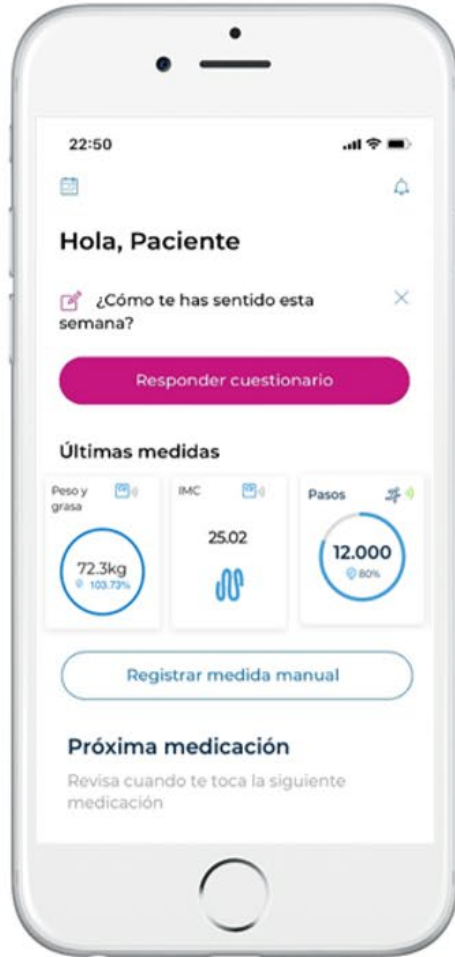 22:50
Hola, Paciente
¿Cómo te has sentido esta
semana?
Responder cuestionario
Últimas medidas
Peso y
grasa
72.3kg
103.73%
IMC
25.02
Pasos
12.000
80%
Registrar medida manual
Próxima medicación
Revisa cuando te toca la siguiente
medicación